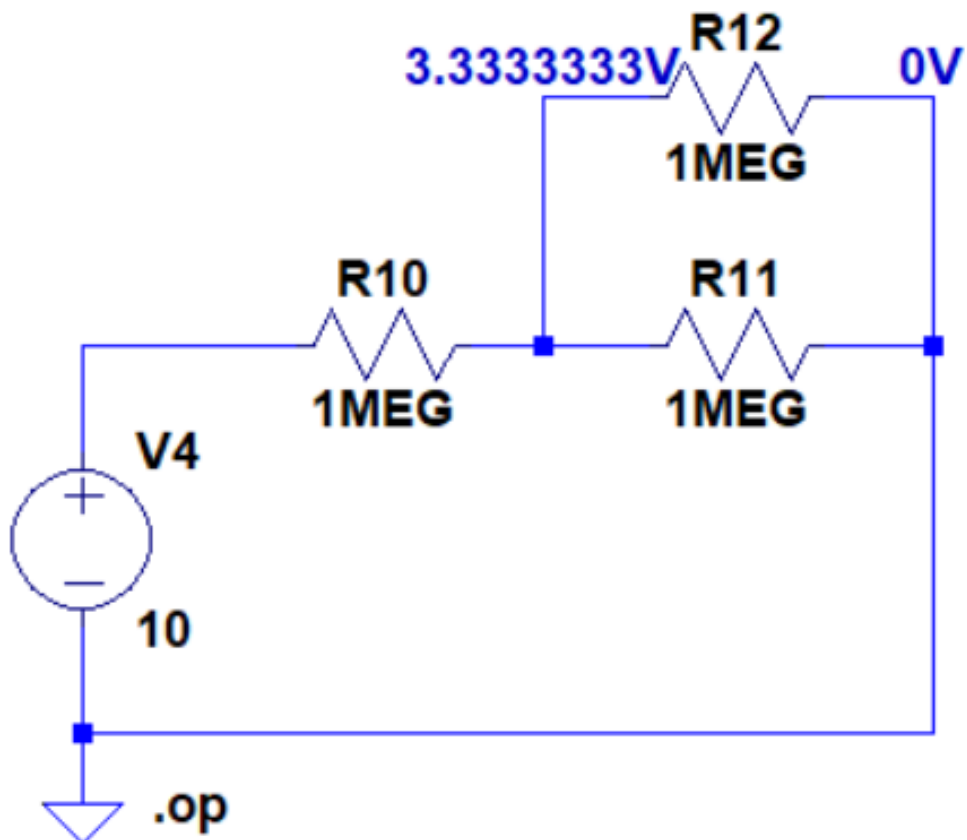 R12
3.3333333V 0V
1MEG
R10 R11
1MEG 1MEG
V4
+
−
10
.op